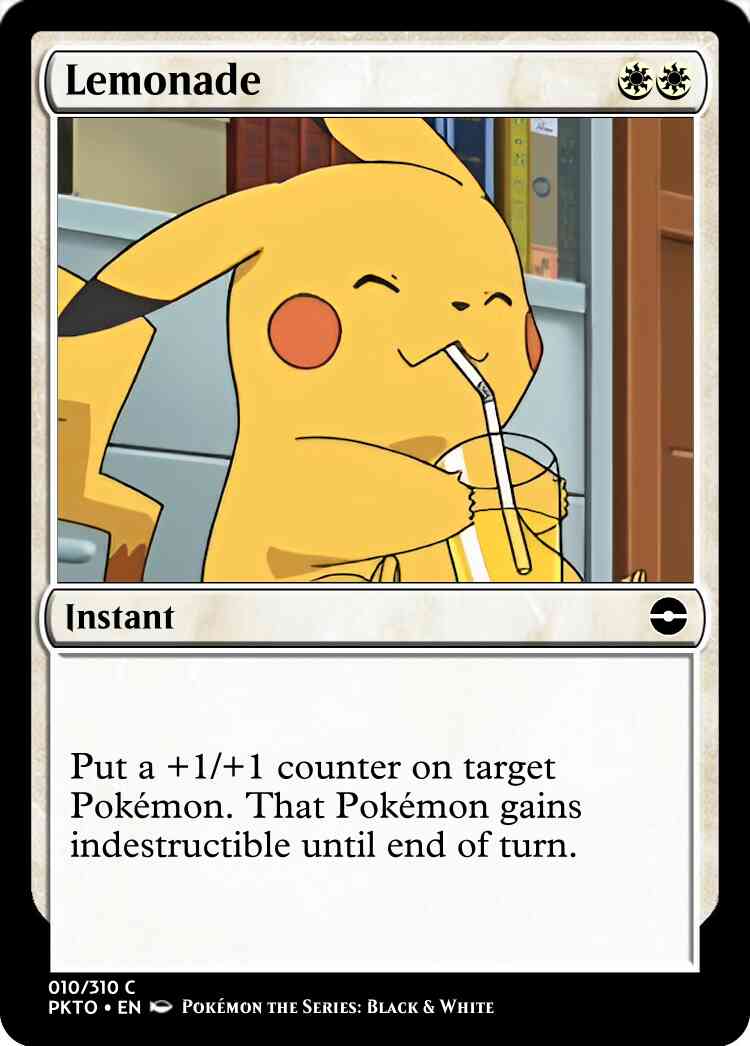 Lemonade
Instant
Put a +1/+1 counter on target
Pokémon. That Pokémon gains
indestructible until end of turn.
010/310 C
PKTO • EN Pokémon the Series: Black & White